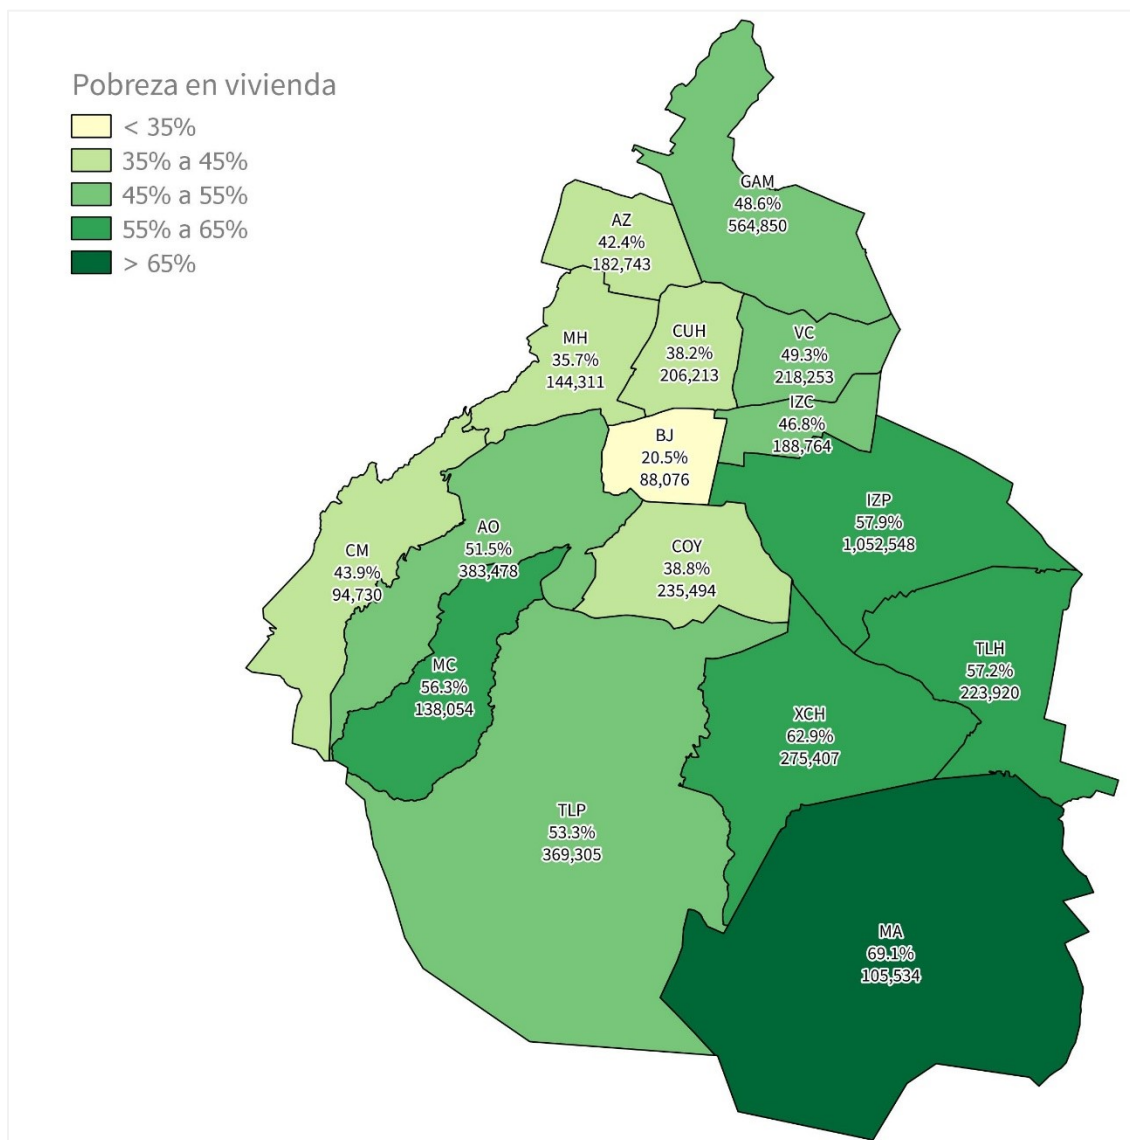 Pobreza en vivienda
< 35%
35% a 45%
45% a 55%
55% a 65%
> 65%
GAM
48.6%
564,850
AZ
42.4%
182,743
MH
35.7%
144,311
CUH
38.2%
206,213
VC
49.3%
218,253
IZC
46.8%
188,764
BJ
20.5%
88,076
IZP
57.9%
1,052,548
AO
51.5%
383,478
CM
43.9%
94,730
COY
38.8%
235,494
TLH
57.2%
223,920
MC
56.3%
138,054
XCH
62.9%
275,407
TLP
53.3%
369,305
MA
69.1%
105,534